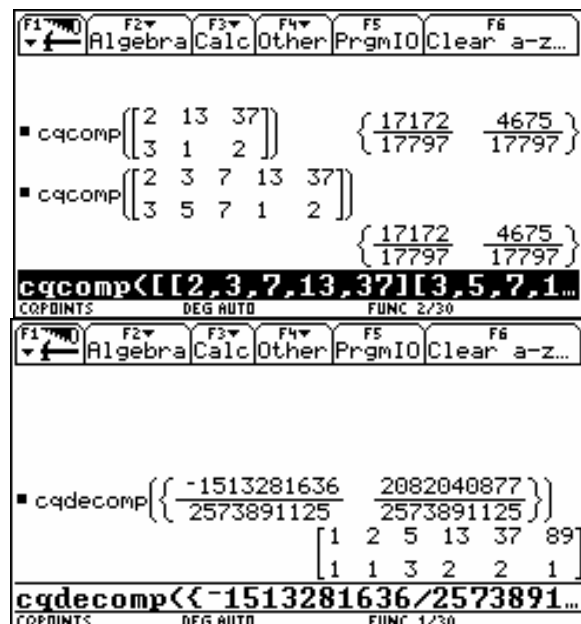 F1 F2 Algebra F3 Calc F4 Other F5 PrgmIO F6 Clear a-z…
cqcomp([2 13 37]) {17172/17797 4675/17797}
[3 1 2]
cqcomp([2 3 7 13 37])
[3 5 7 1 2]
{17172/17797 4675/17797}
cqcomp([[2,3,7,13,37][3,5,7,1…
CQPOINTS DEG AUTO FUNC 2/30
F1 F2 Algebra F3 Calc F4 Other F5 PrgmIO F6 Clear a-z…
cqdecomp({-1513281636/2573891125 2082040877/2573891125})
[1 2 5 13 37 89]
[1 1 3 2 2 1]
cqdecomp({-1513281636/2573891…
CQPOINTS DEG AUTO FUNC 1/30